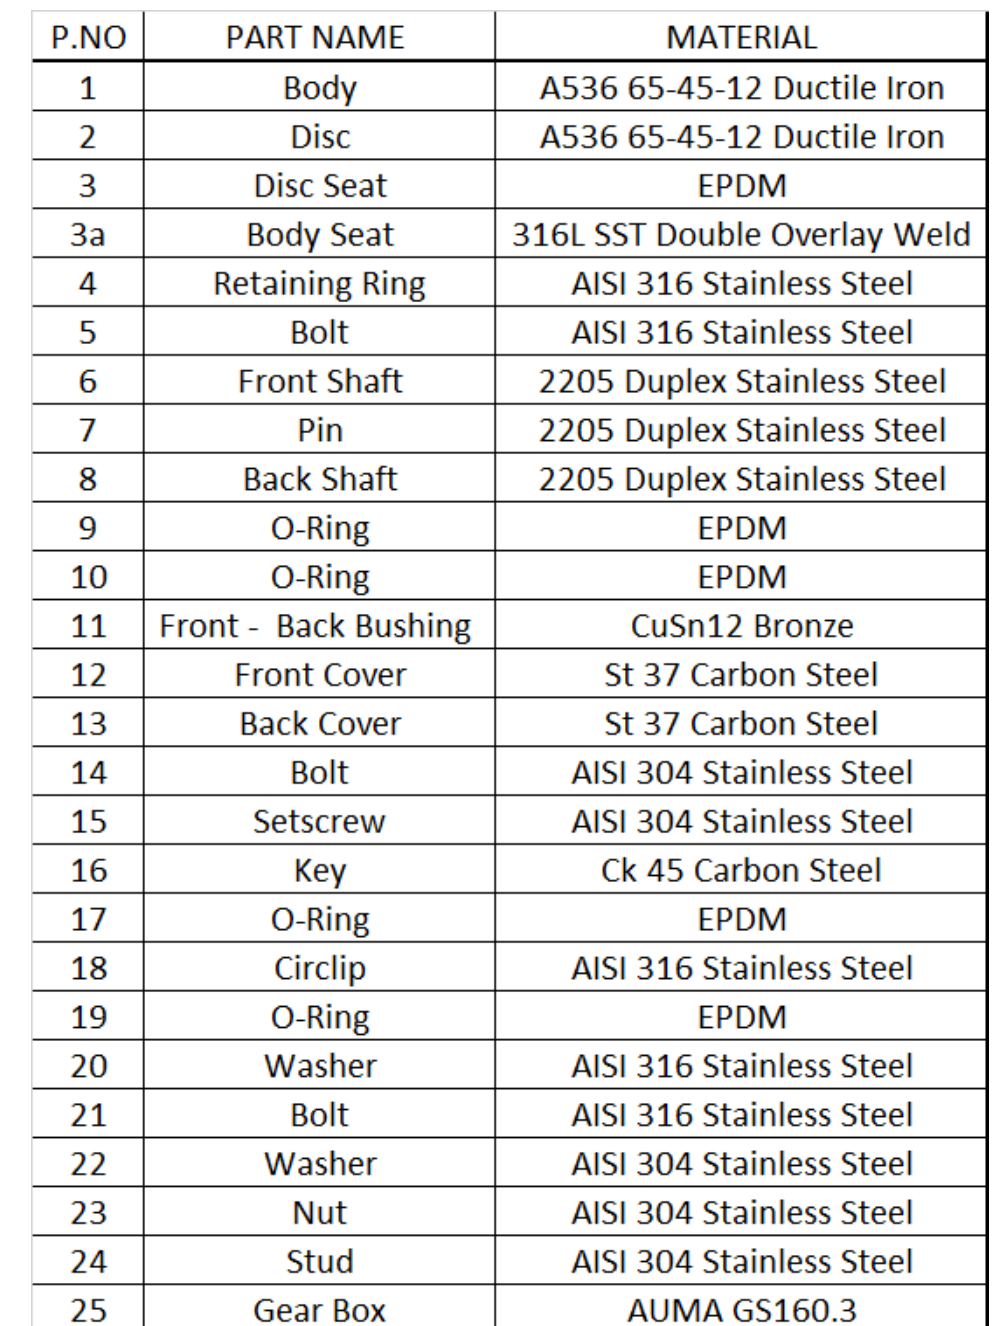 P.NO PART NAME MATERIAL
1 Body A536 65-45-12 Ductile Iron
2 Disc A536 65-45-12 Ductile Iron
3 Disc Seat EPDM
3a Body Seat 316L SST Double Overlay Weld
4 Retaining Ring AISI 316 Stainless Steel
5 Bolt AISI 316 Stainless Steel
6 Front Shaft 2205 Duplex Stainless Steel
7 Pin 2205 Duplex Stainless Steel
8 Back Shaft 2205 Duplex Stainless Steel
9 O-Ring EPDM
10 O-Ring EPDM
11 Front - Back Bushing CuSn12 Bronze
12 Front Cover St 37 Carbon Steel
13 Back Cover St 37 Carbon Steel
14 Bolt AISI 304 Stainless Steel
15 Setscrew AISI 304 Stainless Steel
16 Key Ck 45 Carbon Steel
17 O-Ring EPDM
18 Circlip AISI 316 Stainless Steel
19 O-Ring EPDM
20 Washer AISI 316 Stainless Steel
21 Bolt AISI 316 Stainless Steel
22 Washer AISI 304 Stainless Steel
23 Nut AISI 304 Stainless Steel
24 Stud AISI 304 Stainless Steel
25 Gear Box AUMA GS160.3